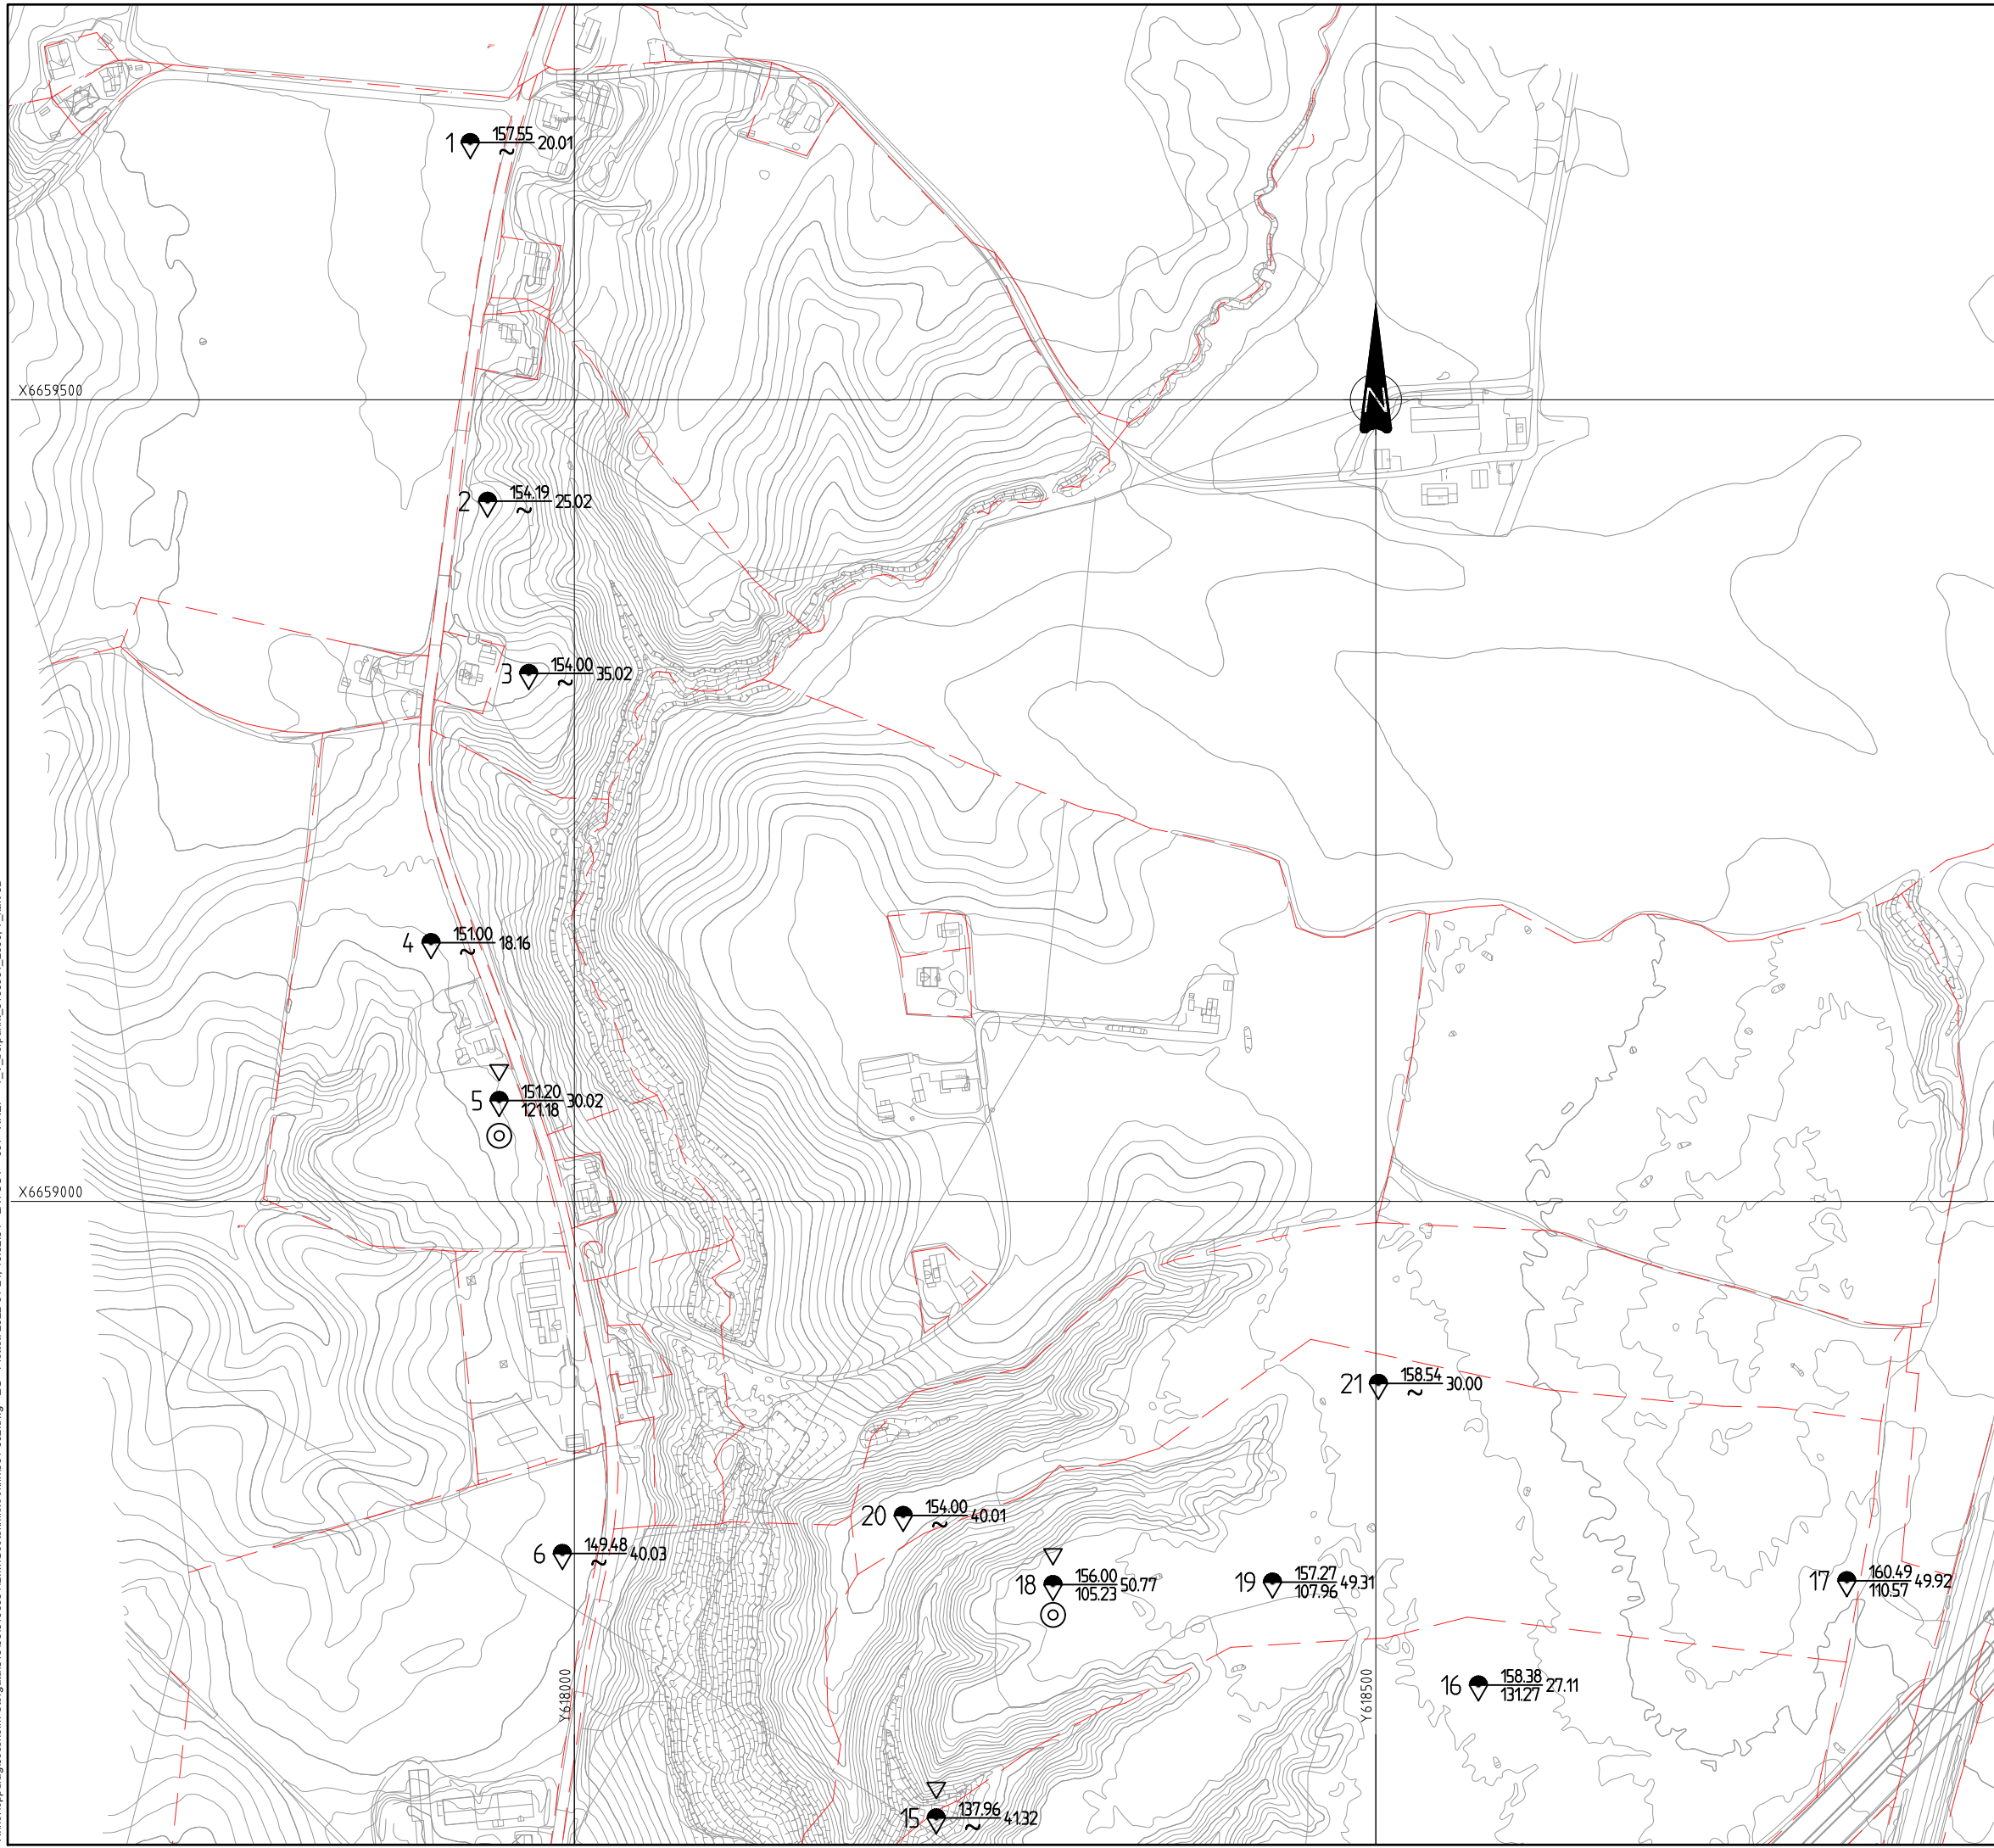 1 157.55 ~ 20.01
X6659500
N
2 154.19 ~ 25.02
3 154.00 ~ 35.02
4 151.00 ~ 18.16
5 151.20 121.18 30.02
X6659000
21 158.54 ~ 30.00
20 154.00 ~ 40.01
6 149.48 ~ 40.03
18 156.00 105.23 50.77
19 157.27 107.96 49.31
17 160.49 110.57 49.92
Y618000
Y618500
16 158.38 131.27 27.11
15 137.96 ~ 41.32